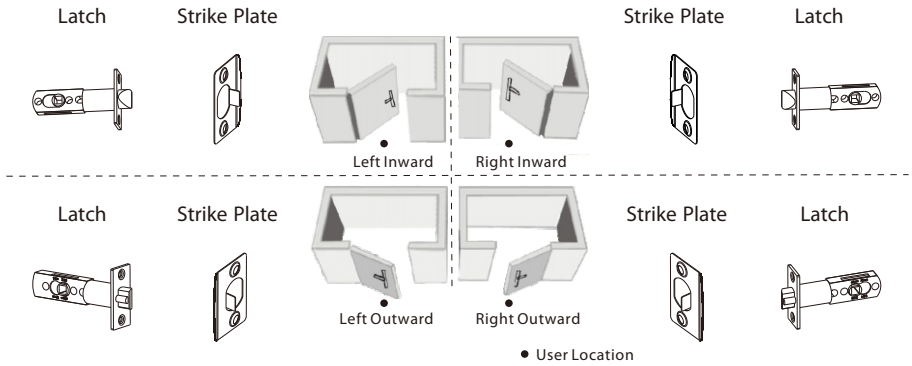 Latch Strike Plate Strike Plate Latch
Left Inward Right Inward
Latch Strike Plate Strike Plate Latch
Left Outward Right Outward
User Location